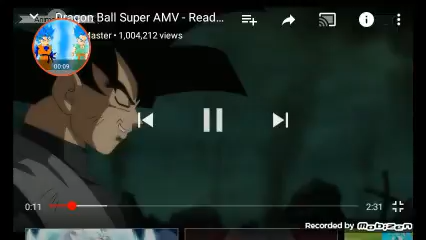 Dragon Ball Super AMV - Read...
Master • 1,004,212 views
00:09
0:11
2:31
Recorded by MOBIZEN